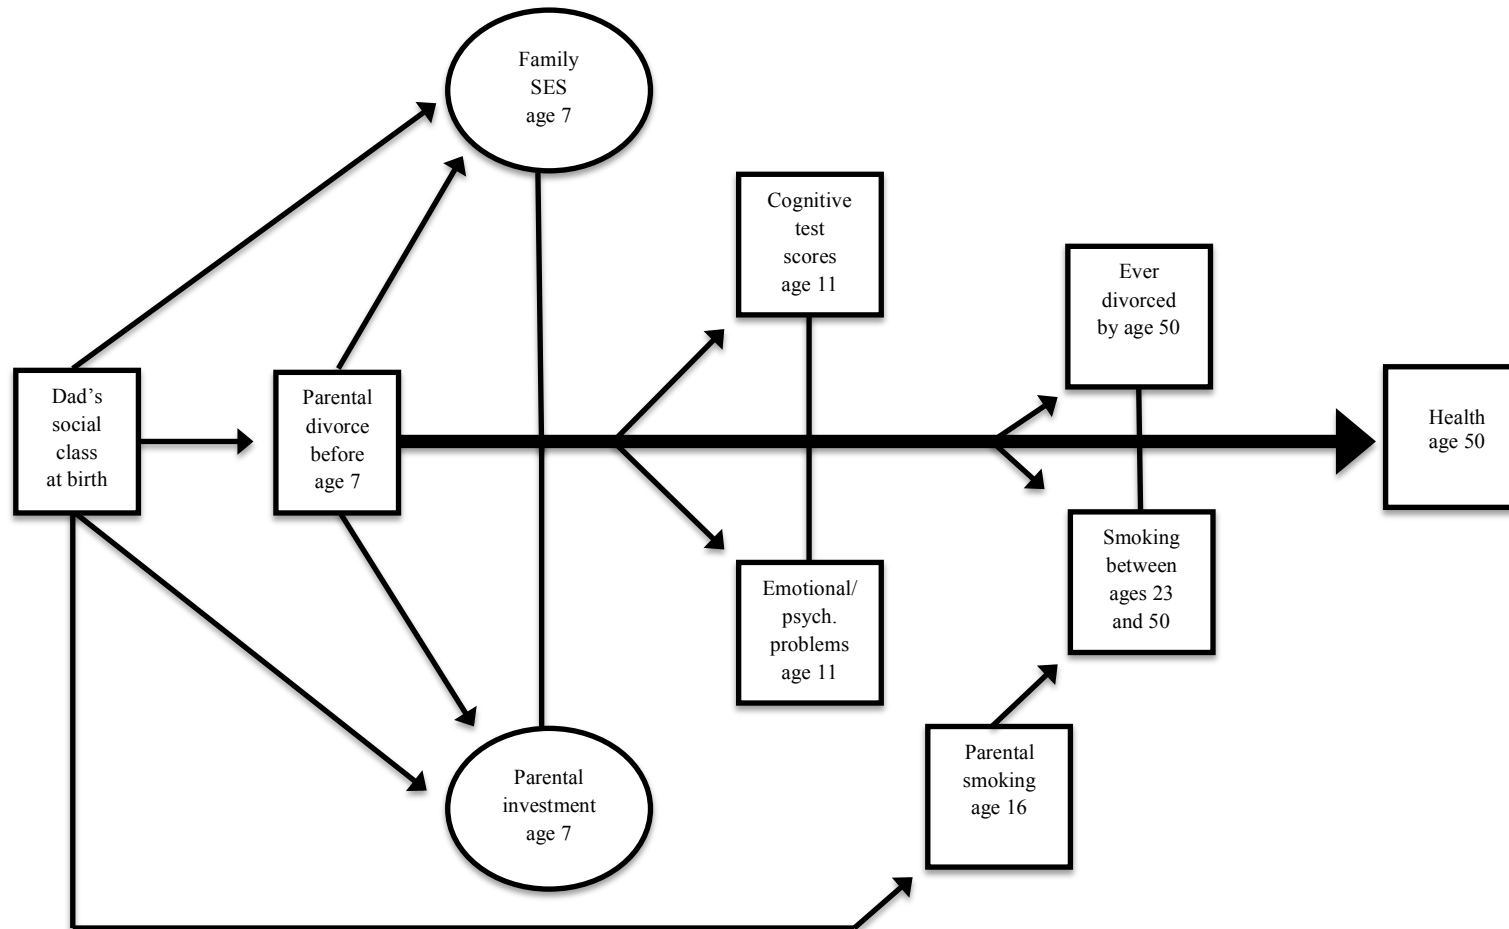 Family
SES
age 7
Cognitive
test
scores
age 11
Ever
divorced
by age 50
Dad’s
social
class
at birth
Parental
divorce
before
age 7
Health
age 50
Smoking
between
ages 23
and 50
Emotional/
psych.
problems
age 11
Parental
investment
age 7
Parental
smoking
age 16